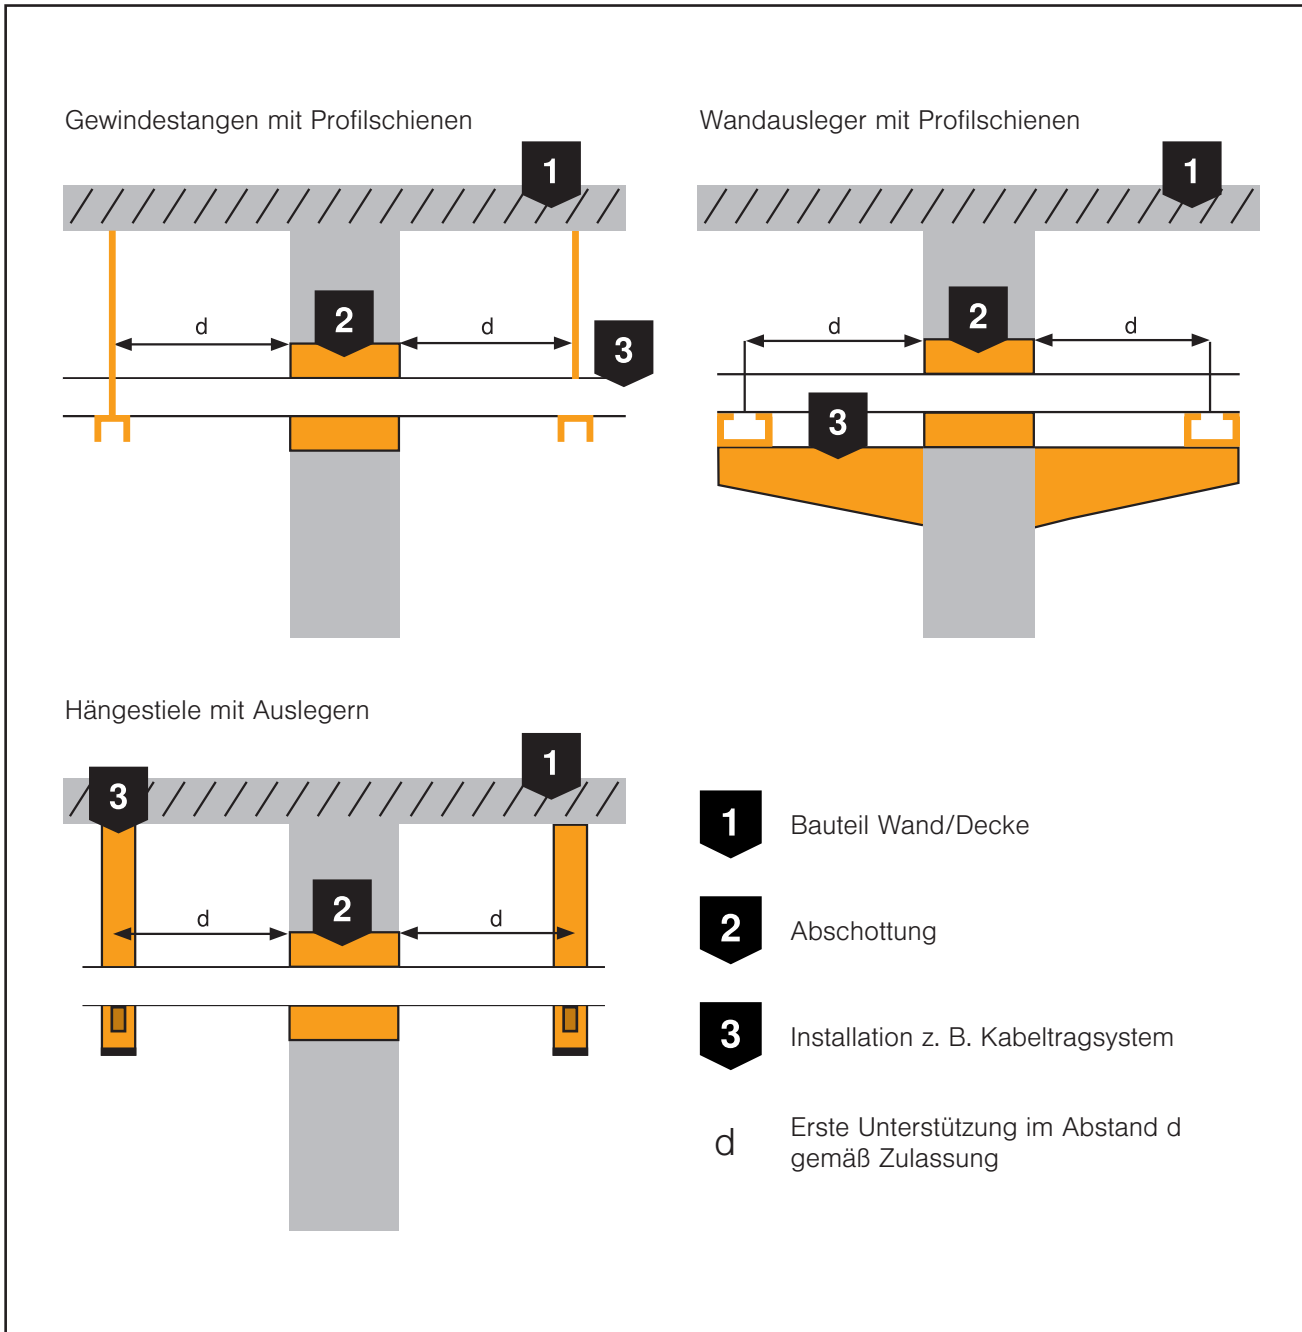 Gewindestangen mit Profilschienen
1
d
2
d
3
Wandausleger mit Profilschienen
1
d
2
d
3
Hängestiele mit Auslegern
1
3
d
2
d
1 Bauteil Wand/Decke
2 Abschottung
3 Installation z. B. Kabeltragsystem
d Erste Unterstützung im Abstand d
gemäß Zulassung